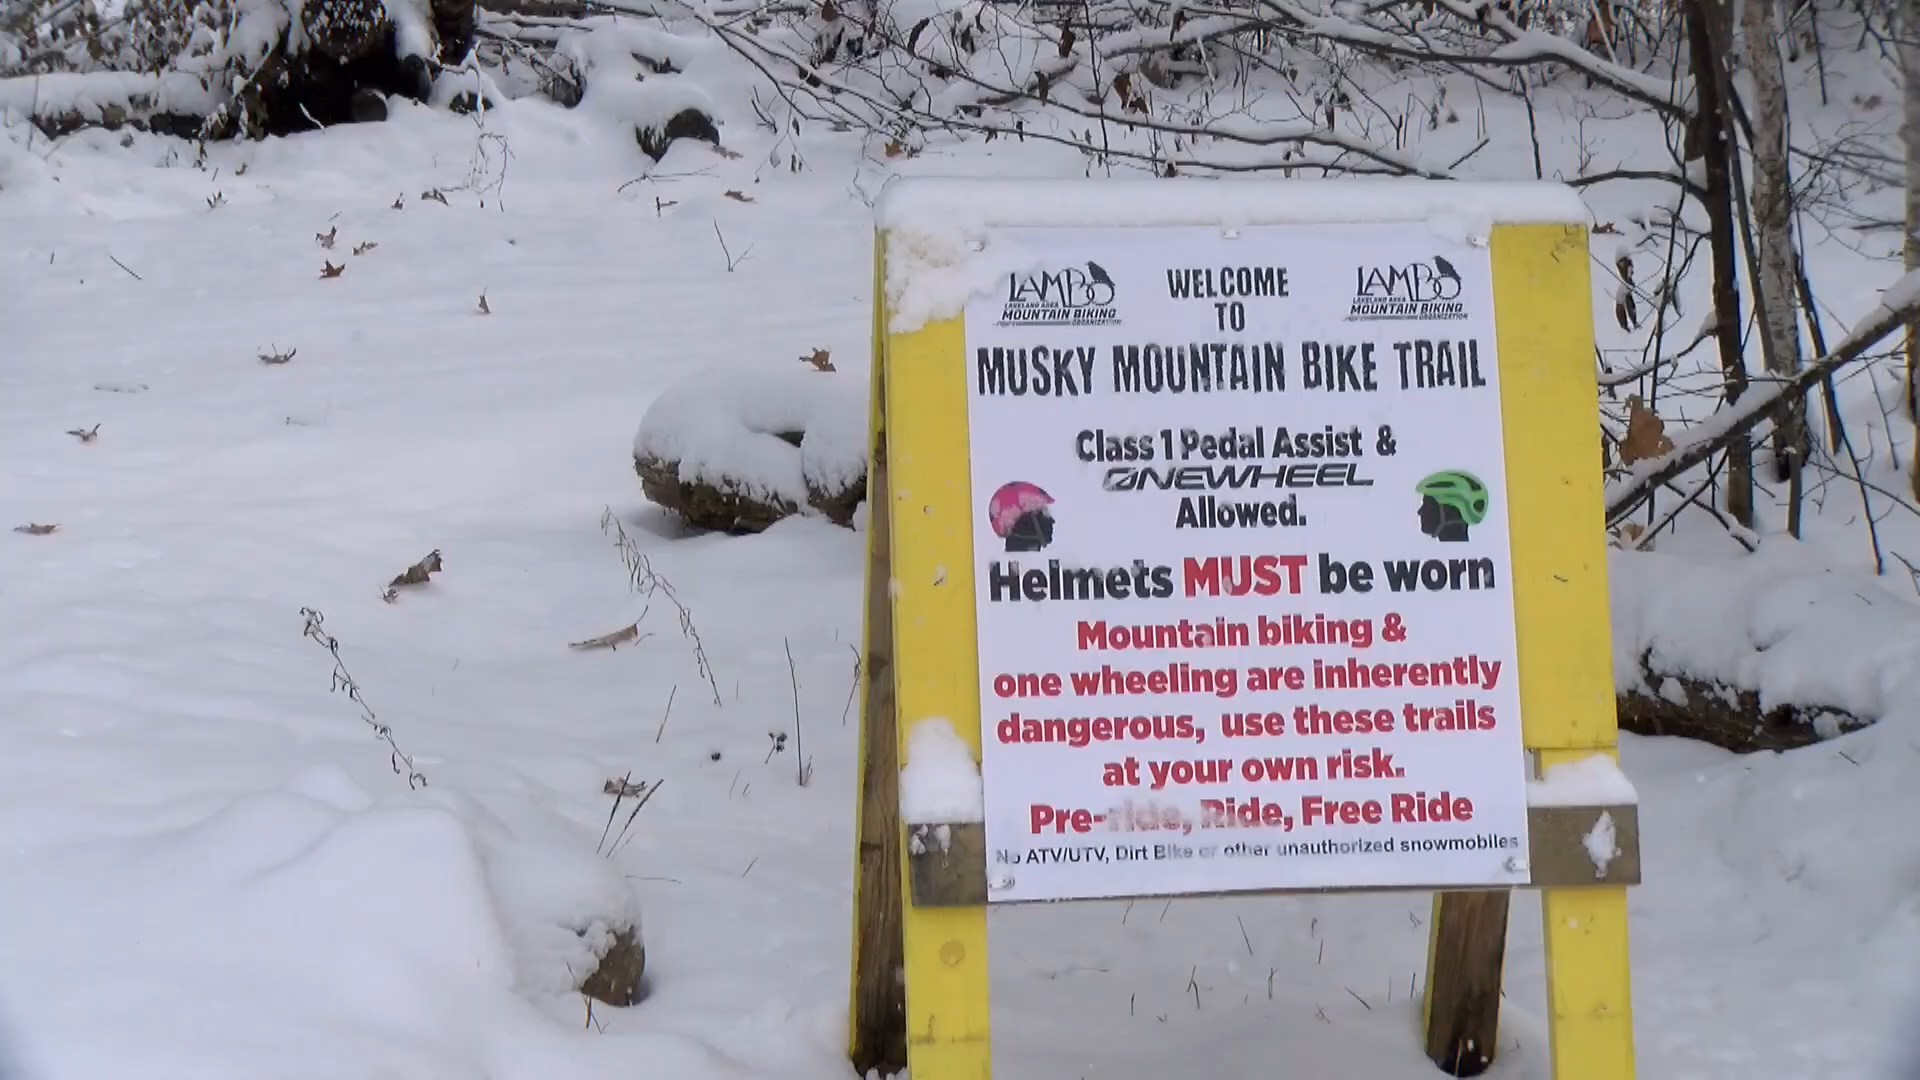 LAMBO
LAKELAND AREA
MOUNTAIN BIKING
ORGANIZATION
WELCOME
TO
LAMBO
LAKELAND AREA
MOUNTAIN BIKING
ORGANIZATION
MUSKY MOUNTAIN BIKE TRAIL
Class 1 Pedal Assist &
ONEWHEEL
Allowed.
Helmets MUST be worn
Mountain biking &
one wheeling are inherently
dangerous, use these trails
at your own risk.
Pre-ride, Ride, Free Ride
No ATV/UTV, Dirt Bike or other unauthorized snowmobiles